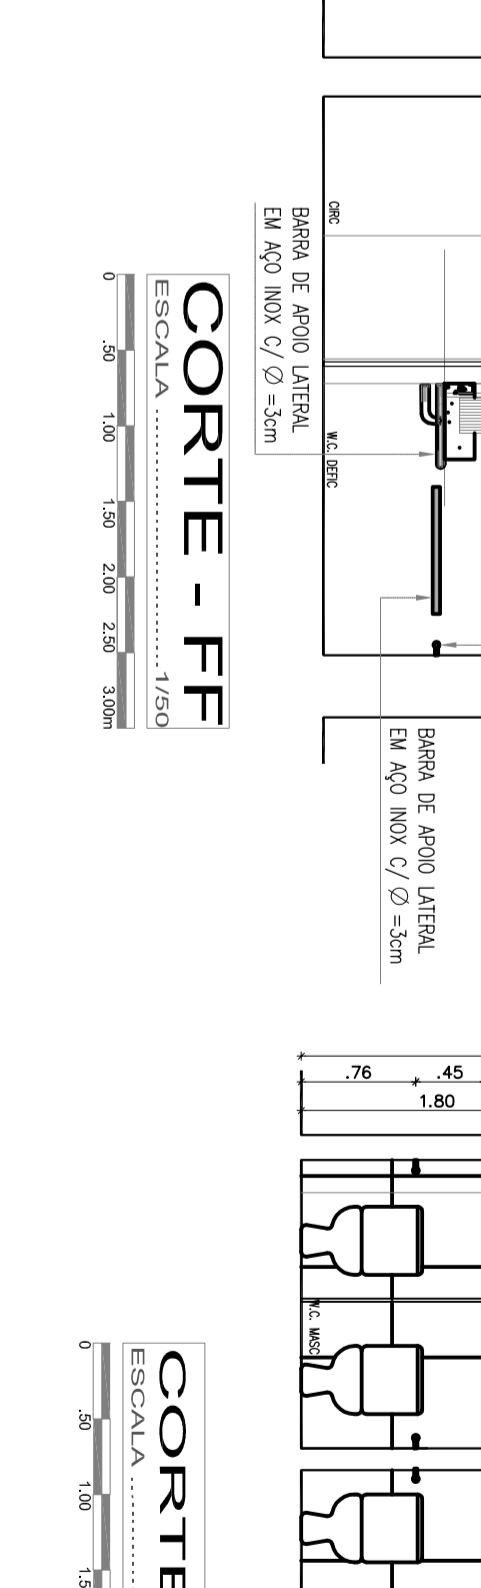 CIRC
BARRA DE APOIO LATERAL
EM AÇO INOX C/ Ø =3cm
W.C. DEFIC
BARRA DE APOIO LATERAL
EM AÇO INOX C/ Ø =3cm
CORTE - FF
ESCALA ........................... 1/50
0 .50 1.00 1.50 2.00 2.50 3.00m
.76 .45
1.80
W.C. MASC
CORTE
ESCALA ............
0 .50 1.00 1.5